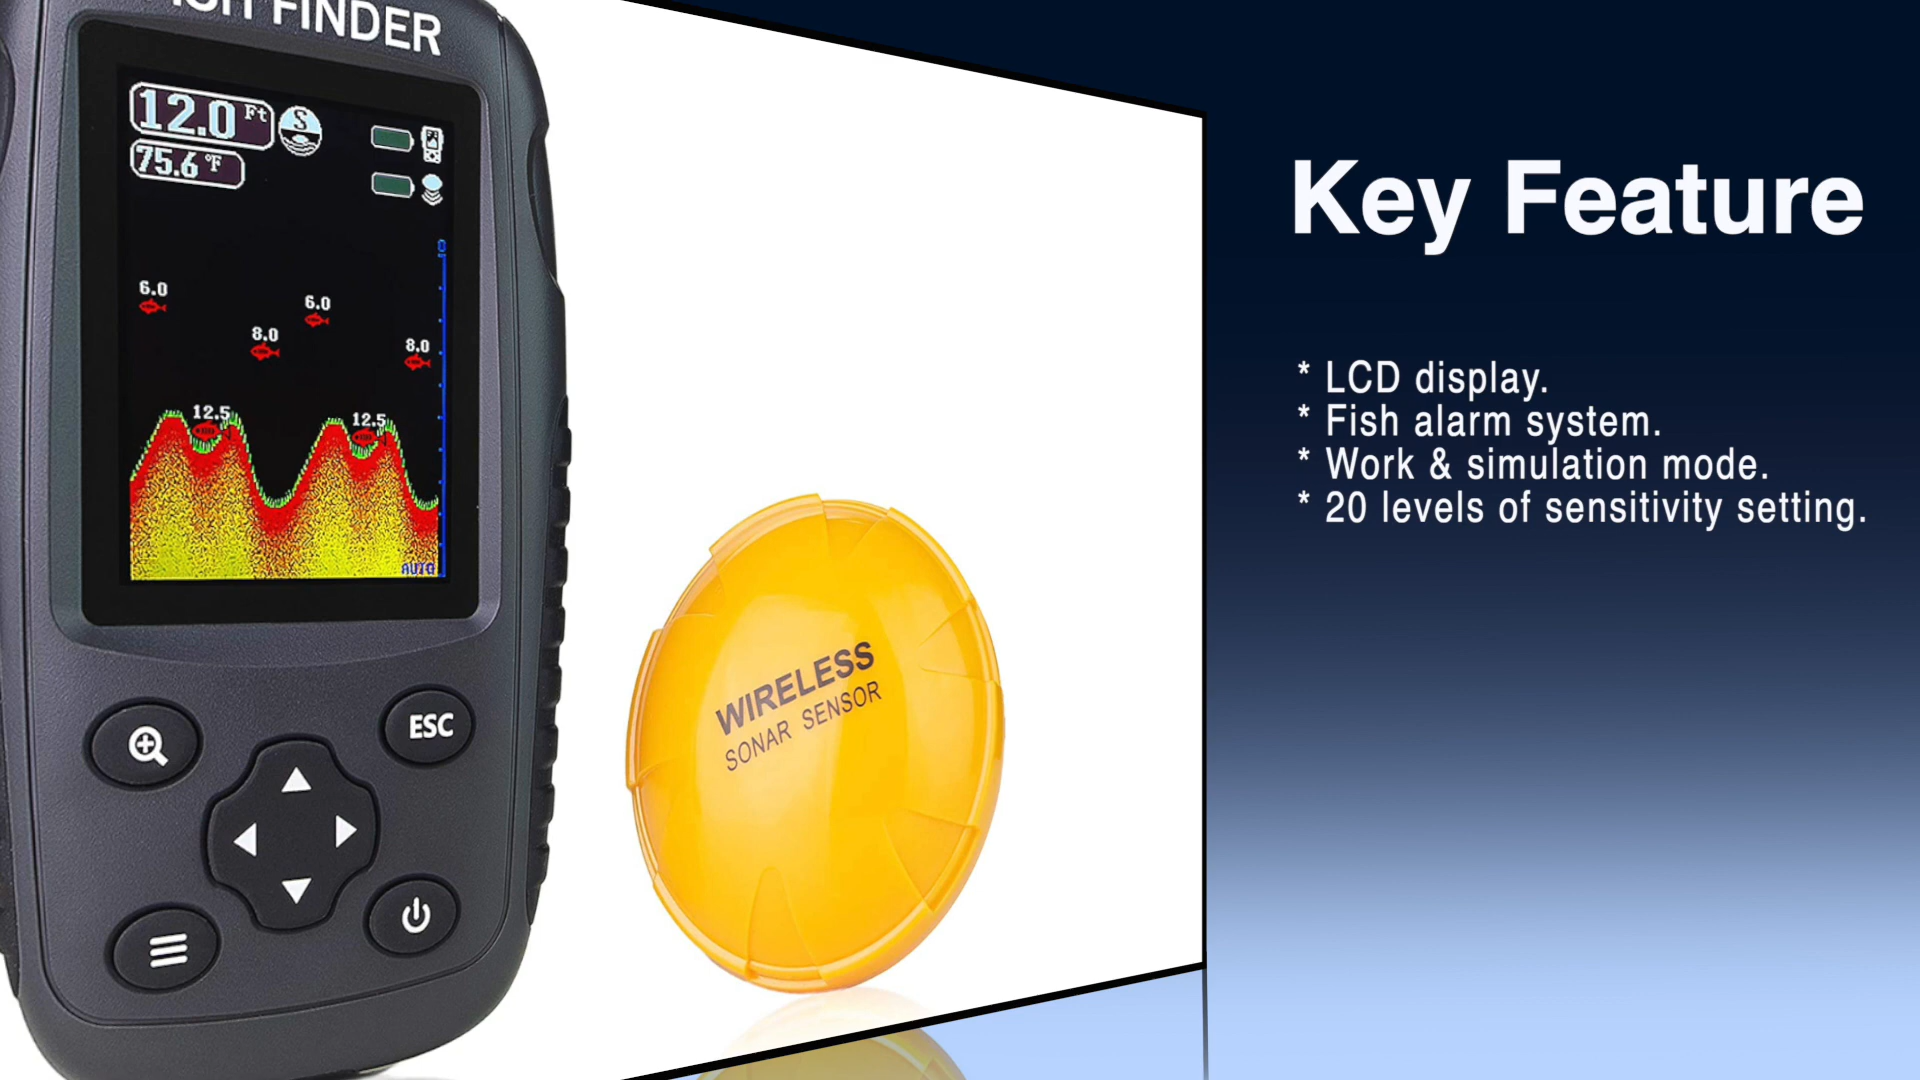 FINDER
12.0 Ft
S
75.6 °F
0
6.0
6.0
8.0
8.0
12.5
12.5
AUTO
ESC
WIRELESS
SONAR SENSOR
Key Feature
* LCD display.
* Fish alarm system.
* Work & simulation mode.
* 20 levels of sensitivity setting.